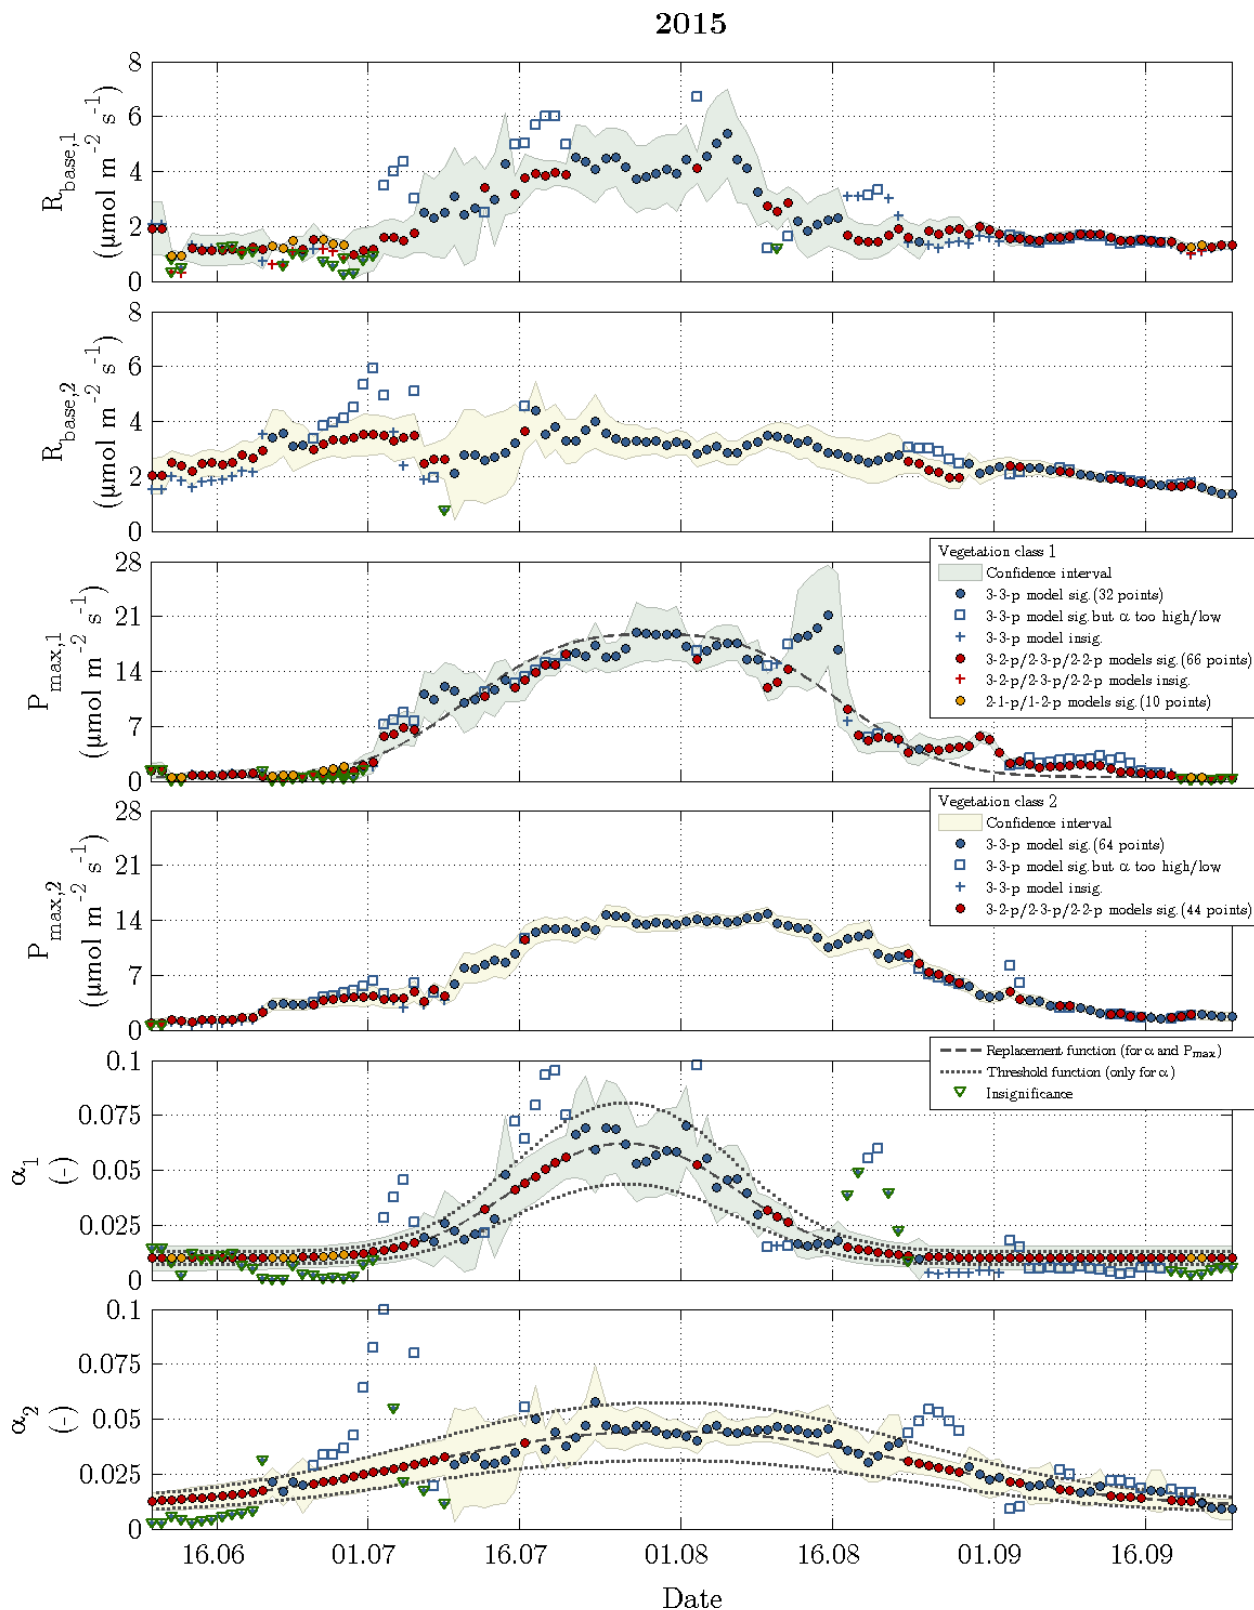 2015
R_base,1
(µmol m⁻² s⁻¹)
8
6
4
2
0
R_base,2
(µmol m⁻² s⁻¹)
8
6
4
2
0
P_max,1
(µmol m⁻² s⁻¹)
28
21
14
7
0
Vegetation class 1
Confidence interval
3-3-p model sig. (32 points)
3-3-p model sig. but α too high/low
3-3-p model insig.
3-2-p/2-3-p/2-2-p models sig. (66 points)
3-2-p/2-3-p/2-2-p models insig.
2-1-p/1-2-p models sig. (10 points)
P_max,2
(µmol m⁻² s⁻¹)
28
21
14
7
0
Vegetation class 2
Confidence interval
3-3-p model sig. (64 points)
3-3-p model sig. but α too high/low
3-3-p model insig.
3-2-p/2-3-p/2-2-p models sig. (44 points)
α_1
(-)
0.1
0.075
0.05
0.025
0
Replacement function (for α and P_max)
Threshold function (only for α)
Insignificance
α_2
(-)
0.1
0.075
0.05
0.025
0
16.06 01.07 16.07 01.08 16.08 01.09 16.09
Date